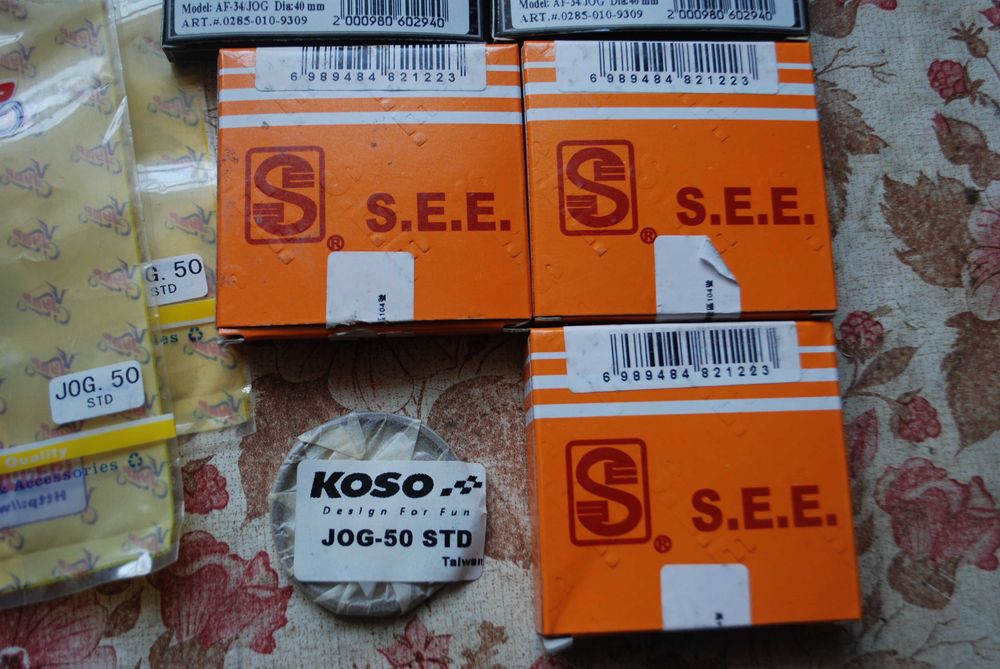 Model: AF-34/JOG Dia:40 mm
ART.#.0285-010-9309
2 000980 602940
Model: AF-34/JOG Dia:40 mm
ART.#.0285-010-9309
2 000980 602940
6 989484 821223
S.E.E.
®
6 989484 821223
S.E.E.
®
G. 50
STD
JOG. 50
STD
Quality
Accessories
KOSO
Design For Fun
JOG-50 STD
Taiwan
6 989484 821223
S.E.E.
®